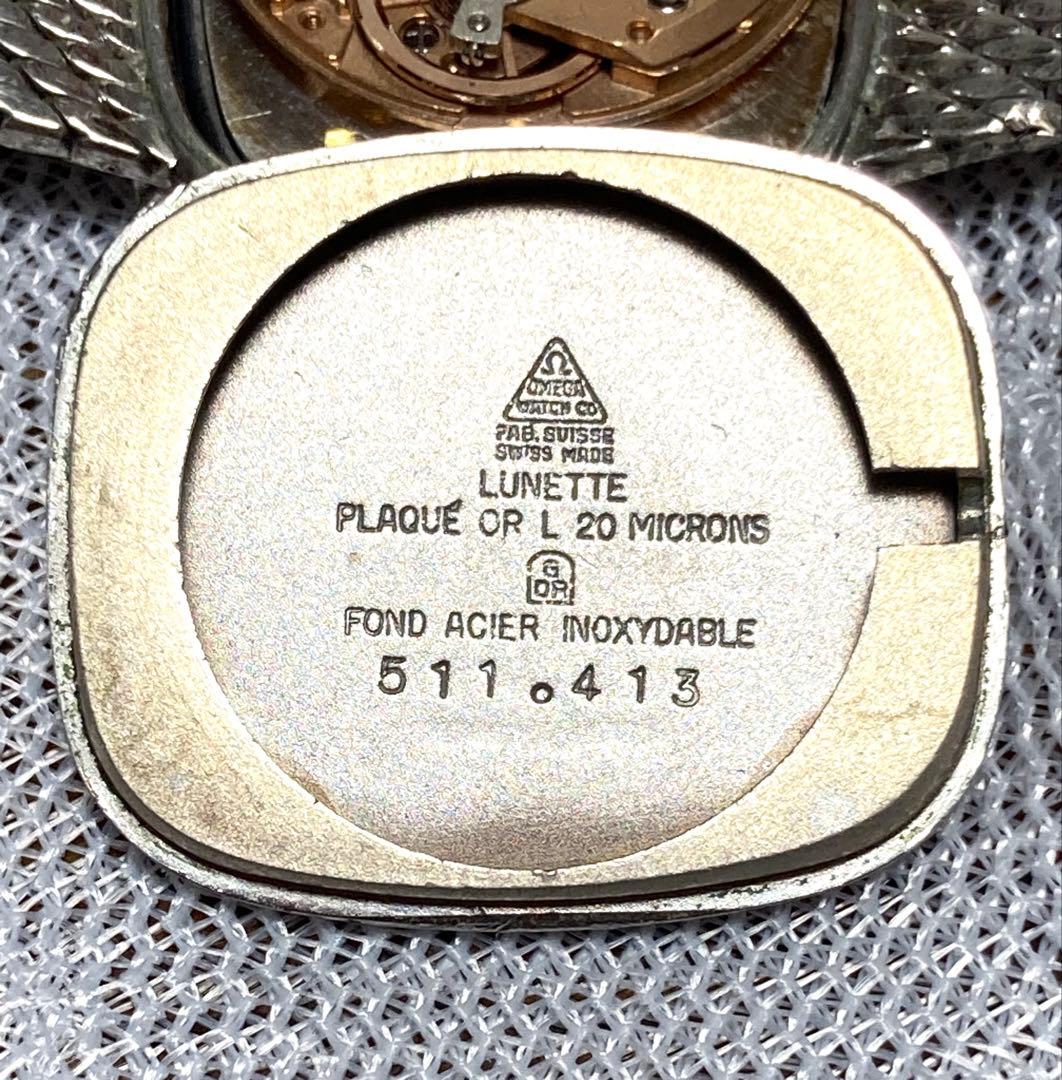 Ω
OMEGA
WATCH CO
FAB. SUISSE
SWISS MADE
LUNETTE
PLAQUÉ OR L 20 MICRONS
G
OR
FOND ACIER INOXYDABLE
511.413